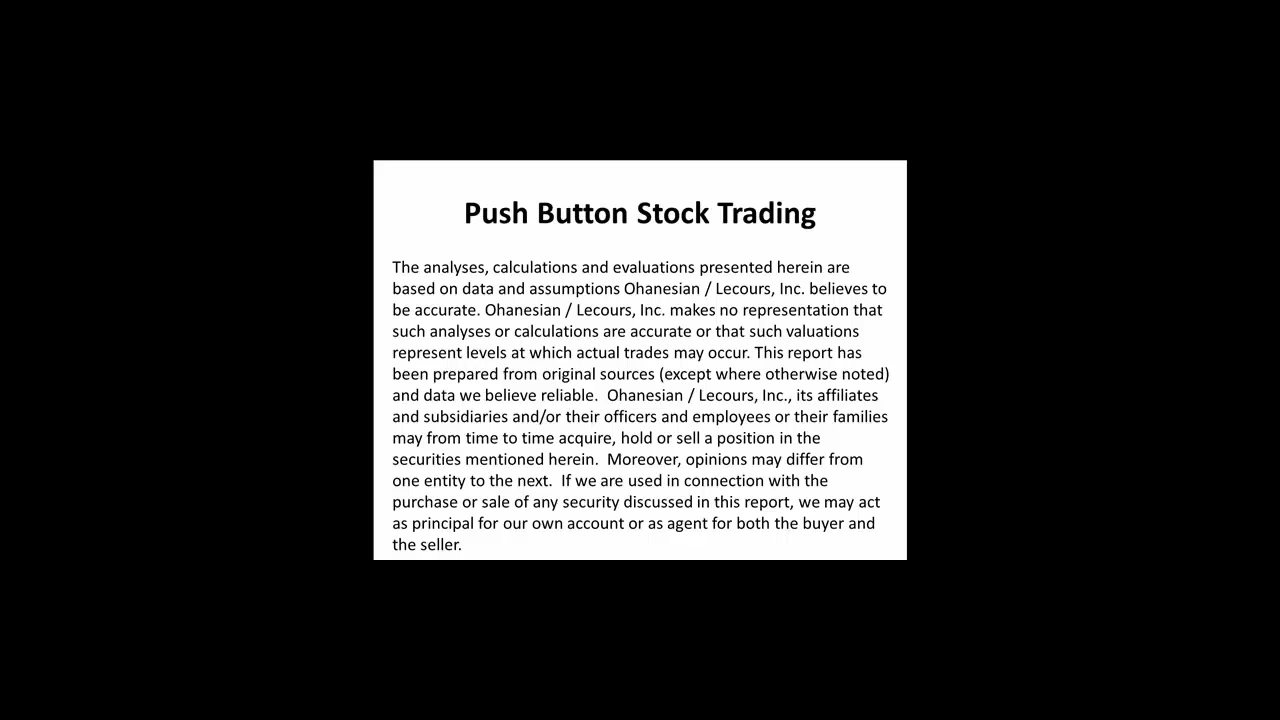 Push Button Stock Trading
The analyses, calculations and evaluations presented herein are
based on data and assumptions Ohanesian / Lecours, Inc. believes to
be accurate. Ohanesian / Lecours, Inc. makes no representation that
such analyses or calculations are accurate or that such valuations
represent levels at which actual trades may occur. This report has
been prepared from original sources (except where otherwise noted)
and data we believe reliable.  Ohanesian / Lecours, Inc., its affiliates
and subsidiaries and/or their officers and employees or their families
may from time to time acquire, hold or sell a position in the
securities mentioned herein.  Moreover, opinions may differ from
one entity to the next.  If we are used in connection with the
purchase or sale of any security discussed in this report, we may act
as principal for our own account or as agent for both the buyer and
the seller.